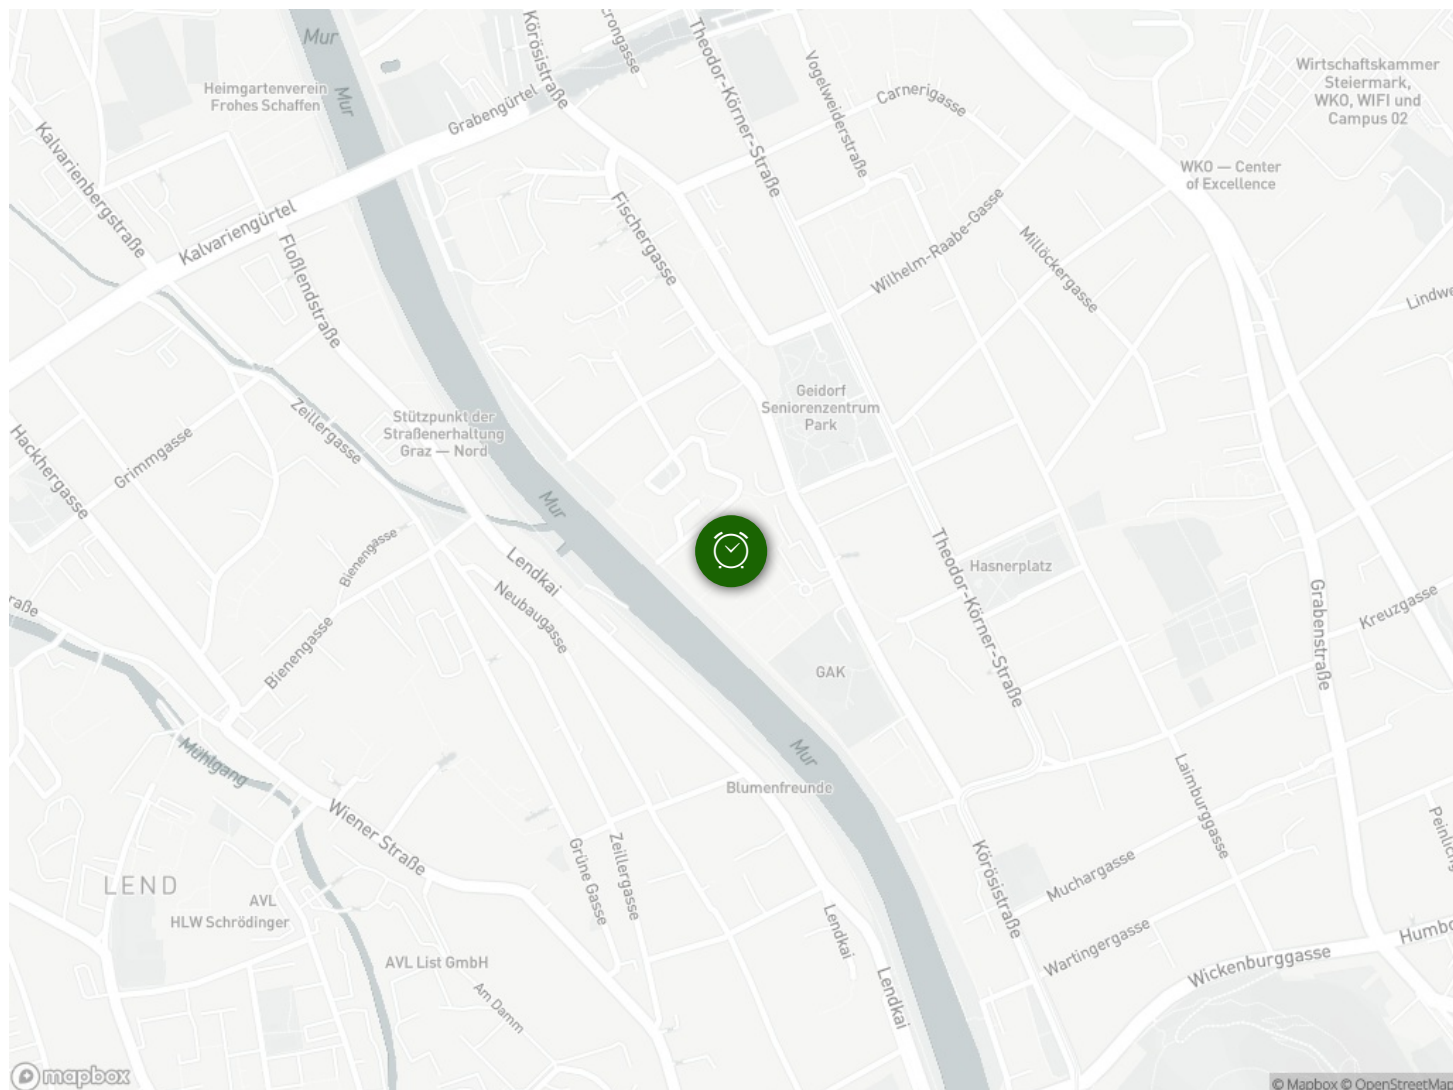 Mur
Körösistraße
Theodor-Körner-Straße
Vogelweiderstraße
Carnerigasse
Wirtschaftskammer
Steiermark,
WKO, WIFI und
Campus 02
Heimgartenverein
Frohes Schaffen
Mur
Grabengürtel
Kalvarienbergstraße
WKO — Center
of Excellence
Kalvariengürtel
Floßlendstraße
Fischergasse
Wilhelm-Raabe-Gasse
Millöckergasse
Geidorf
Seniorenzentrum
Park
Zeillergasse
Stützpunkt der
Straßenerhaltung
Graz — Nord
Hackhergasse
Grimmgasse
Mur
Bienengasse
Lendkai
Neubaugasse
Theodor-Körner-Straße
Hasnerplatz
Grabenstraße
Kreuzgasse
Bienengasse
GAK
Mühlgang
Mur
Blumenfreunde
Laimburggasse
Wiener Straße
Grüne Gasse
Zeillergasse
Körösistraße
Muchargasse
LEND
AVL
HLW Schrödinger
Lendkai
Wartingergasse
Wickenburggasse
AVL List GmbH
Am Damm
Lendkai
mapbox
© Mapbox © OpenStreetMap